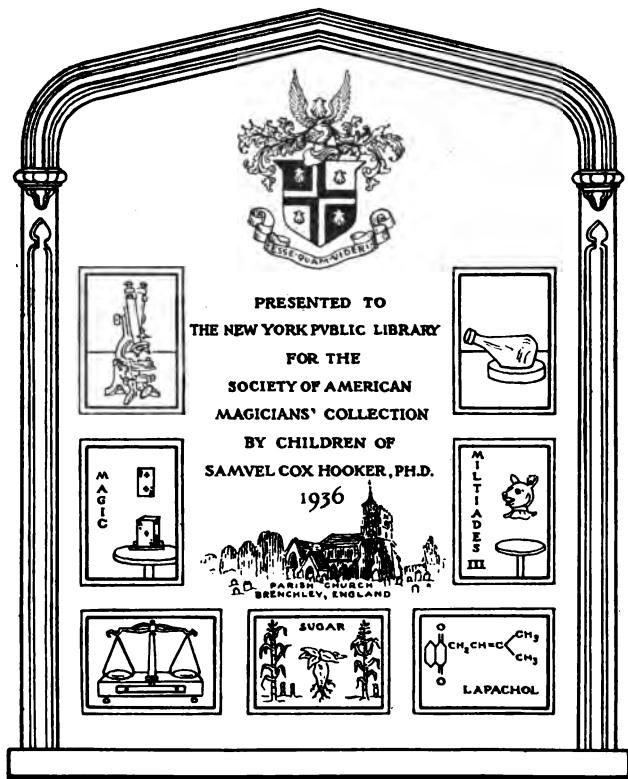 ESSE·QUAM·VIDERI
PRESENTED TO
THE NEW YORK PVBLIC LIBRARY
FOR THE
SOCIETY OF AMERICAN
MAGICIANS' COLLECTION
BY CHILDREN OF
SAMVEL COX HOOKER, PH.D.
1936
MAGIC
MILTIADES
III
PARISH CHURCH
BRENCHLEY, ENGLAND
SUGAR
O
CH₂CH=C
CH₃
CH₃
O
LAPACHOL